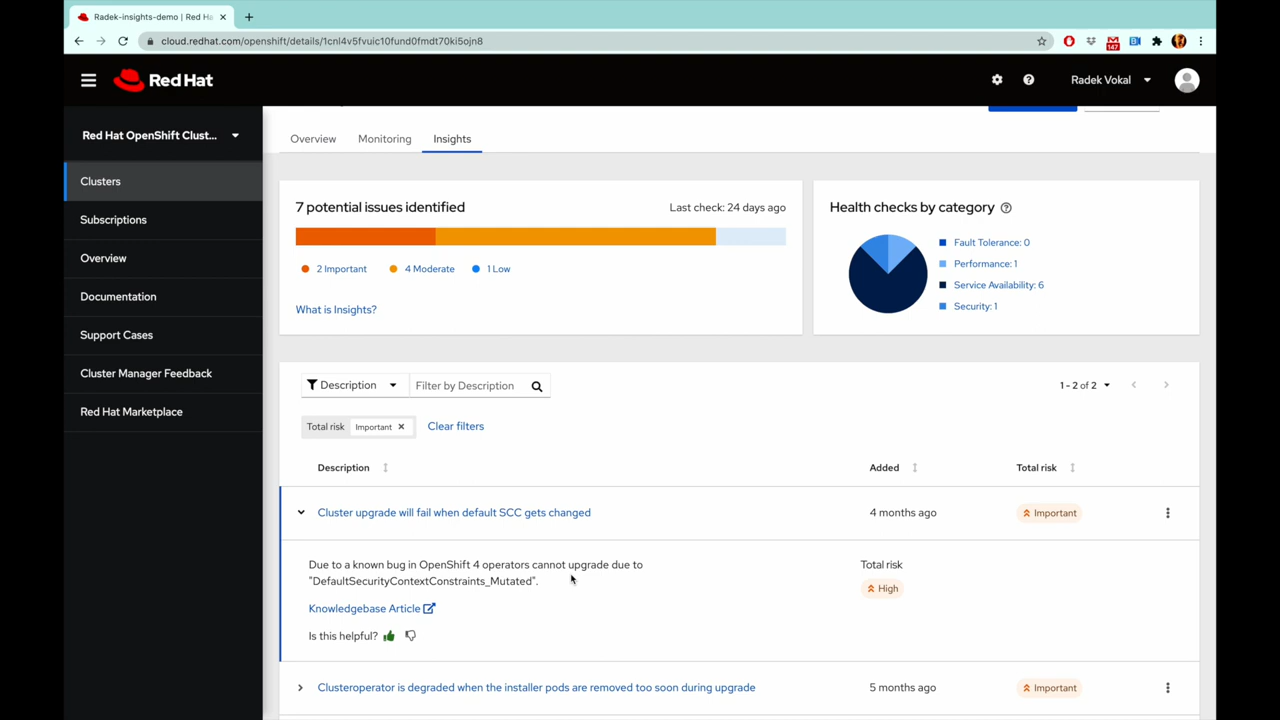 Radek-insights-demo | Red Ha
cloud.redhat.com/openshift/details/1cnl4v5fvuic10fund0fmdt70ki5ojn8
147
Red Hat
Radek Vokal
Red Hat OpenShift Clust...
Clusters
Subscriptions
Overview
Documentation
Support Cases
Cluster Manager Feedback
Red Hat Marketplace
Overview
Monitoring
Insights
7 potential issues identified
Last check: 24 days ago
2 Important
4 Moderate
1 Low
What is Insights?
Health checks by category
Fault Tolerance: 0
Performance: 1
Service Availability: 6
Security: 1
Description
Filter by Description
1 - 2 of 2
Total risk
Important
Clear filters
Description
Added
Total risk
Cluster upgrade will fail when default SCC gets changed
4 months ago
Important
Due to a known bug in OpenShift 4 operators cannot upgrade due to
"DefaultSecurityContextConstraints_Mutated".
Total risk
High
Knowledgebase Article
Is this helpful?
Clusteroperator is degraded when the installer pods are removed too soon during upgrade
5 months ago
Important